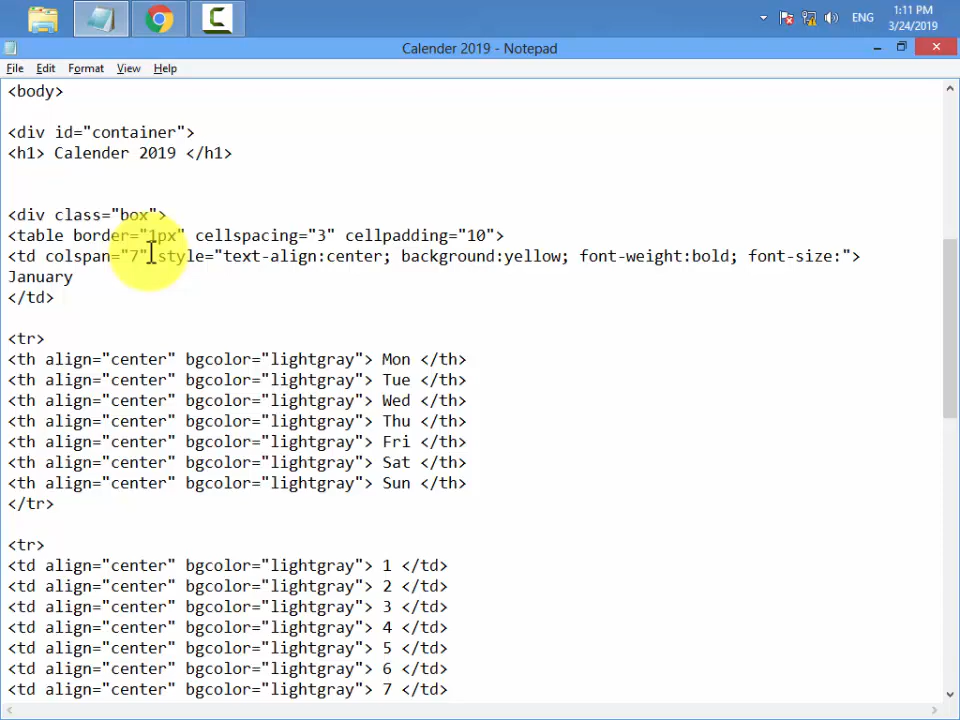 1:11 PM
ENG
3/24/2019
Calender 2019 - Notepad
File Edit Format View Help
<body>
<div id="container">
<h1> Calender 2019 </h1>
<div class="box">
<table border="1px" cellspacing="3" cellpadding="10">
<td colspan="7" style="text-align:center; background:yellow; font-weight:bold; font-size:">
January
</td>
<tr>
<th align="center" bgcolor="lightgray"> Mon </th>
<th align="center" bgcolor="lightgray"> Tue </th>
<th align="center" bgcolor="lightgray"> Wed </th>
<th align="center" bgcolor="lightgray"> Thu </th>
<th align="center" bgcolor="lightgray"> Fri </th>
<th align="center" bgcolor="lightgray"> Sat </th>
<th align="center" bgcolor="lightgray"> Sun </th>
</tr>
<tr>
<td align="center" bgcolor="lightgray"> 1 </td>
<td align="center" bgcolor="lightgray"> 2 </td>
<td align="center" bgcolor="lightgray"> 3 </td>
<td align="center" bgcolor="lightgray"> 4 </td>
<td align="center" bgcolor="lightgray"> 5 </td>
<td align="center" bgcolor="lightgray"> 6 </td>
<td align="center" bgcolor="lightgray"> 7 </td>